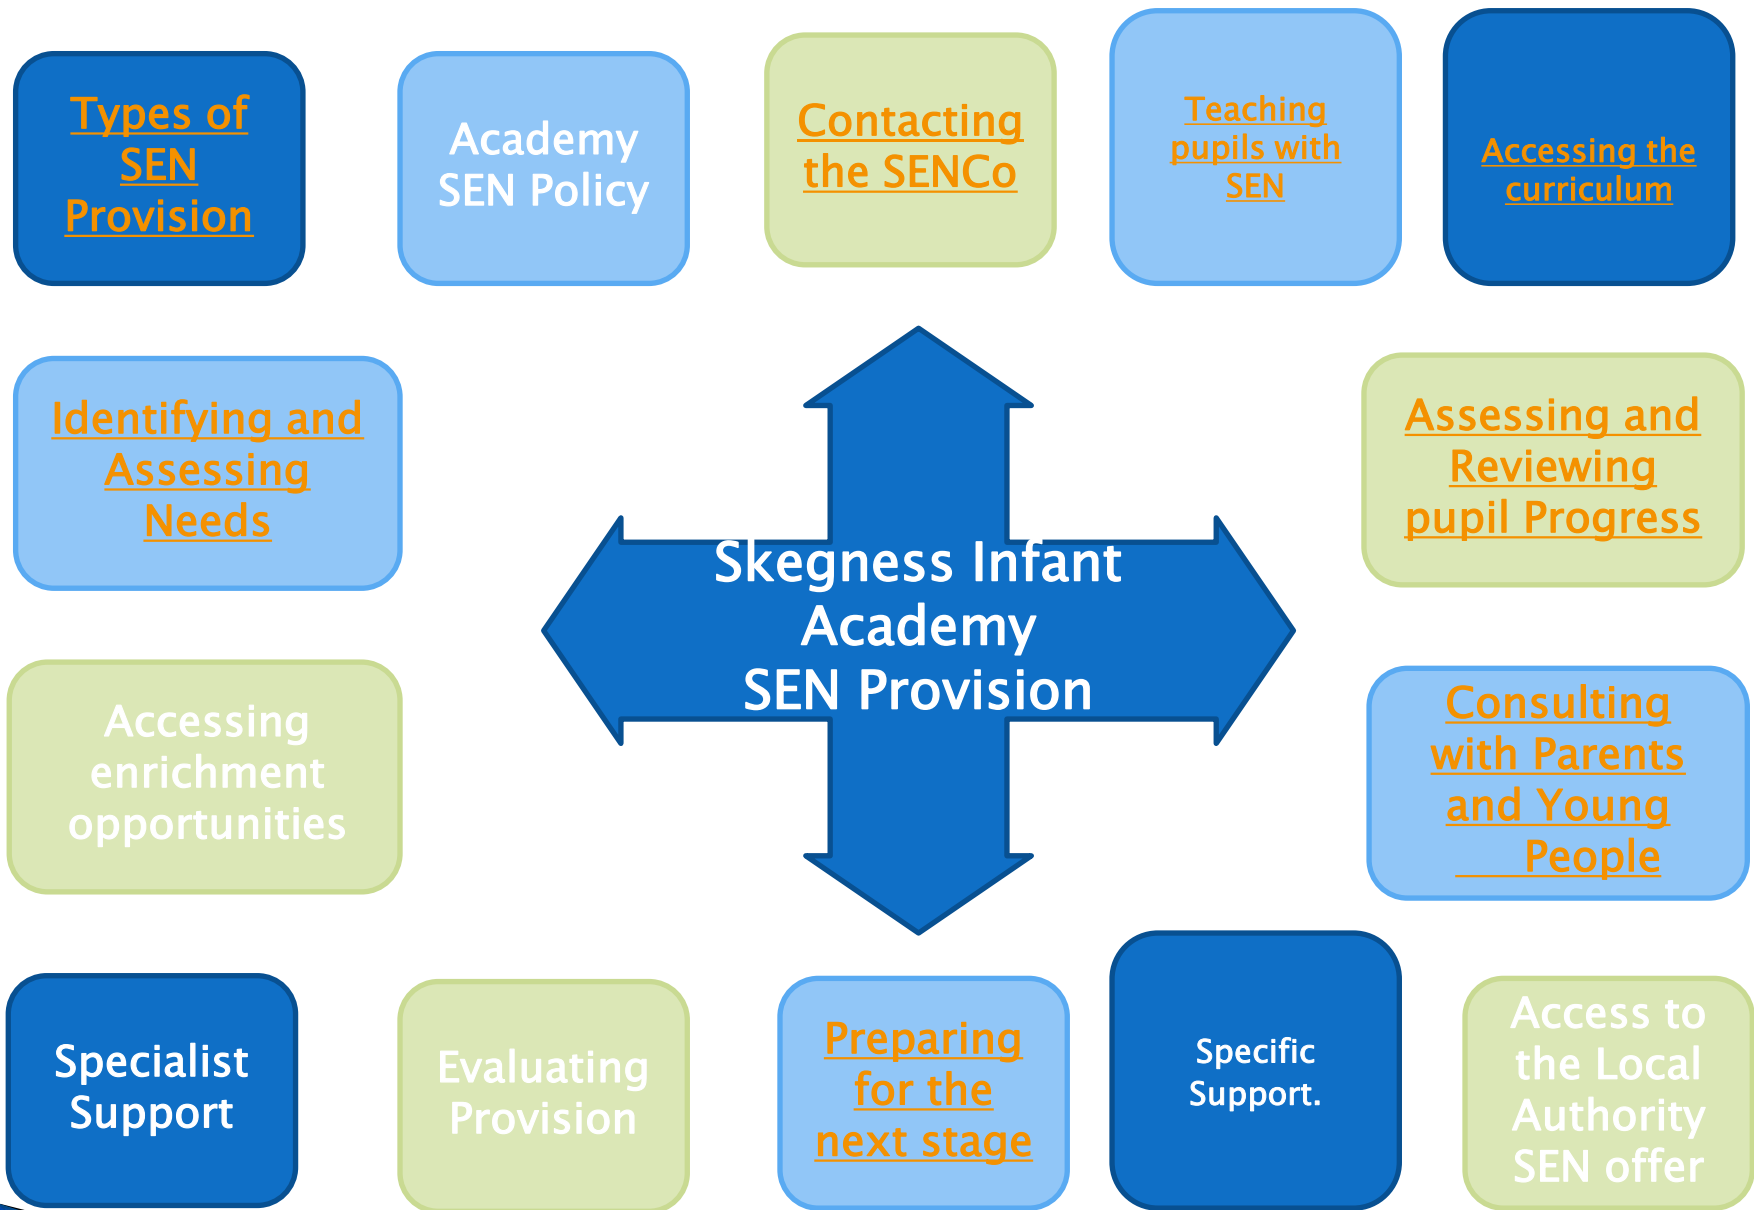 Types of
SEN
Provision
Academy
SEN Policy
Contacting
the SENCo
Teaching
pupils with
SEN
Accessing the
curriculum
Identifying and
Assessing
Needs
Assessing and
Reviewing
pupil Progress
Skegness Infant
Academy
SEN Provision
Accessing
enrichment
opportunities
Consulting
with Parents
and Young
People
Specialist
Support
Evaluating
Provision
Preparing
for the
next stage
Specific
Support.
Access to
the Local
Authority
SEN offer